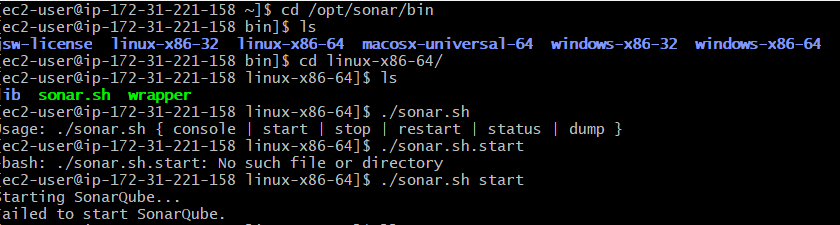 [ec2-user@ip-172-31-221-158 ~]$ cd /opt/sonar/bin
[ec2-user@ip-172-31-221-158 bin]$ ls
jsw-license linux-x86-32 linux-x86-64 macosx-universal-64 windows-x86-32 windows-x86-64
[ec2-user@ip-172-31-221-158 bin]$ cd linux-x86-64/
[ec2-user@ip-172-31-221-158 linux-x86-64]$ ls
lib sonar.sh wrapper
[ec2-user@ip-172-31-221-158 linux-x86-64]$ ./sonar.sh
Usage: ./sonar.sh { console | start | stop | restart | status | dump }
[ec2-user@ip-172-31-221-158 linux-x86-64]$ ./sonar.sh.start
-bash: ./sonar.sh.start: No such file or directory
[ec2-user@ip-172-31-221-158 linux-x86-64]$ ./sonar.sh start
Starting SonarQube...
Failed to start SonarQube.